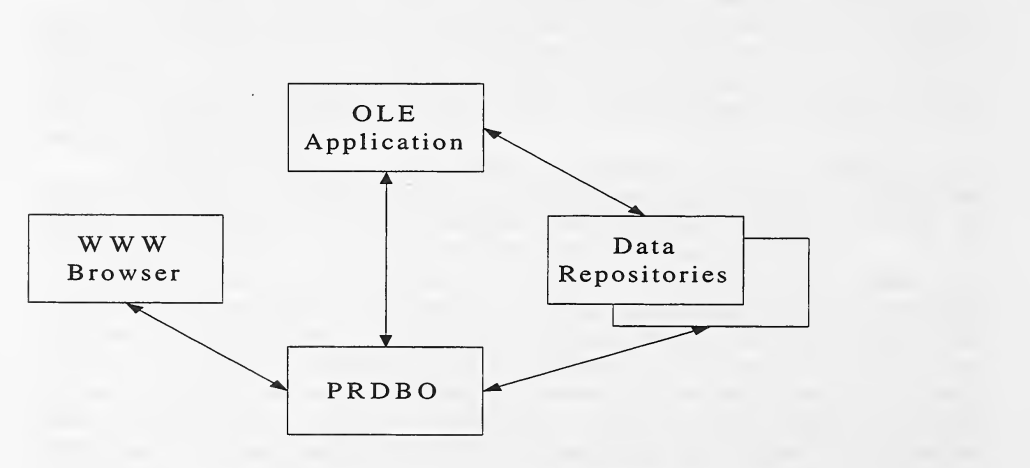 OLE
Application
WWW
Browser
Data
Repositories
PRDBO